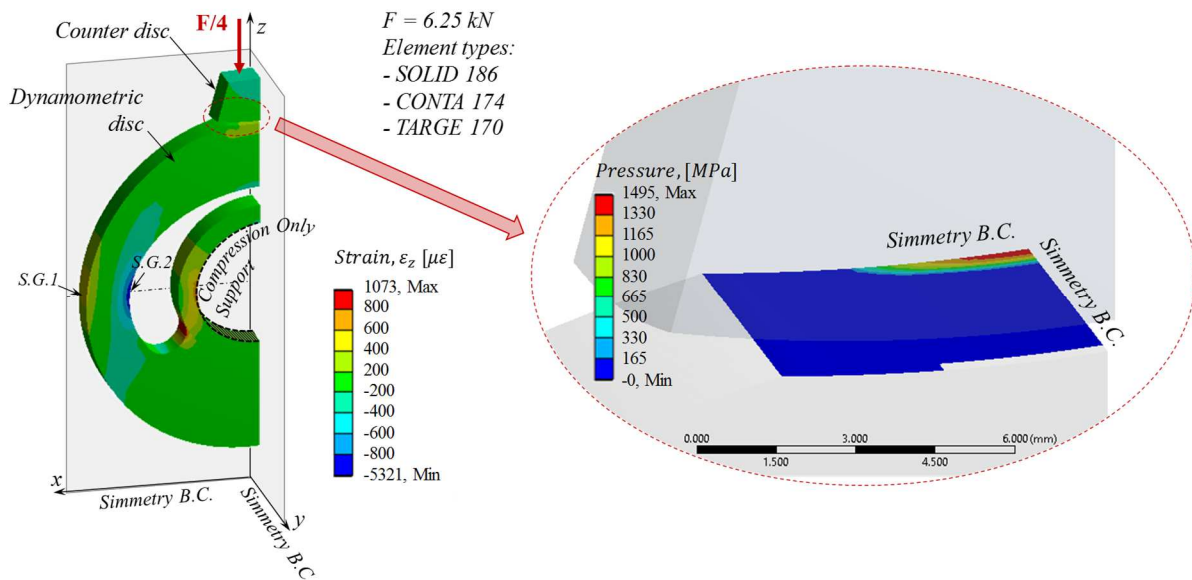 F/4
z
Counter disc
Dynamometric
disc
F = 6.25 kN
Element types:
- SOLID 186
- CONTA 174
- TARGE 170
S.G.1
S.G.2
Compression Only
Support
Strain, εz [µε]
1073, Max
800
600
400
200
-200
-400
-600
-800
-5321, Min
x
Simmetry B.C.
y
Simmetry B.C
Pressure, [MPa]
1495, Max
1330
1165
1000
830
665
500
330
165
-0, Min
Simmetry B.C.
Simmetry B.C.
0.000
3.000
6.000 (mm)
1.500
4.500